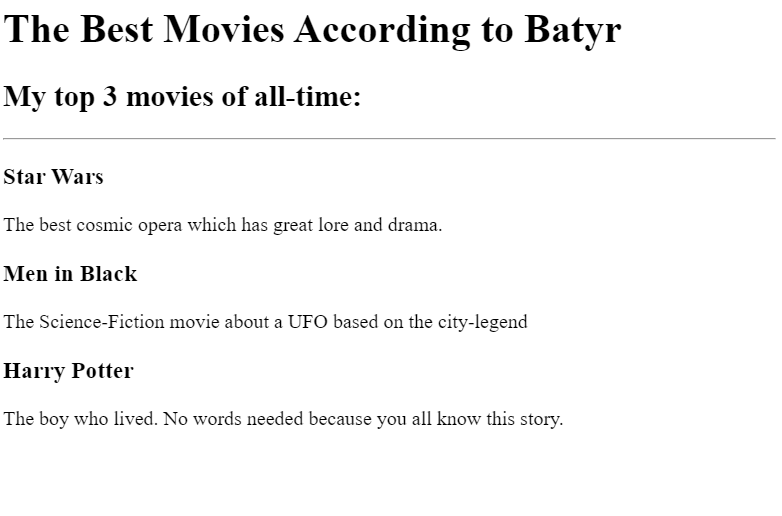 The Best Movies According to Batyr
My top 3 movies of all-time:
Star Wars
The best cosmic opera which has great lore and drama.
Men in Black
The Science-Fiction movie about a UFO based on the city-legend
Harry Potter
The boy who lived. No words needed because you all know this story.